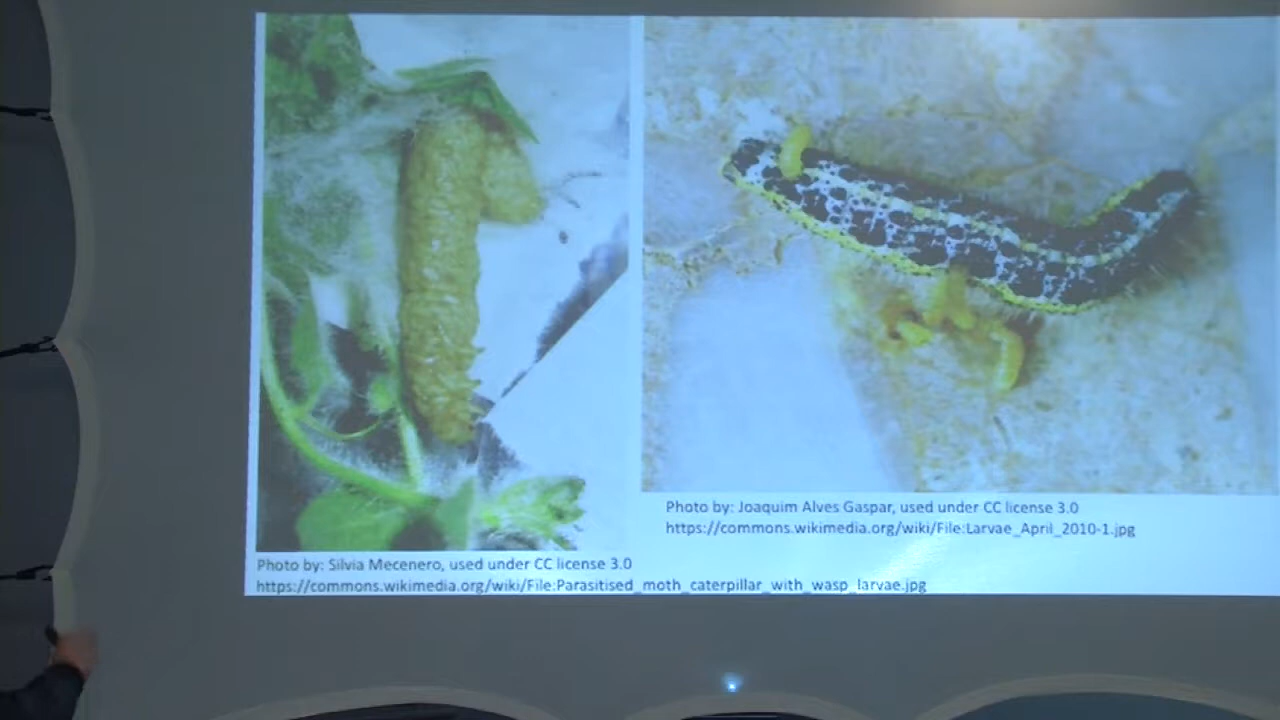 Photo by: Silvia Mecenero, used under CC license 3.0
https://commons.wikimedia.org/wiki/File:Parasitised_moth_caterpillar_with_wasp_larvae.jpg
Photo by: Joaquim Alves Gaspar, used under CC license 3.0
https://commons.wikimedia.org/wiki/File:Larvae_April_2010-1.jpg